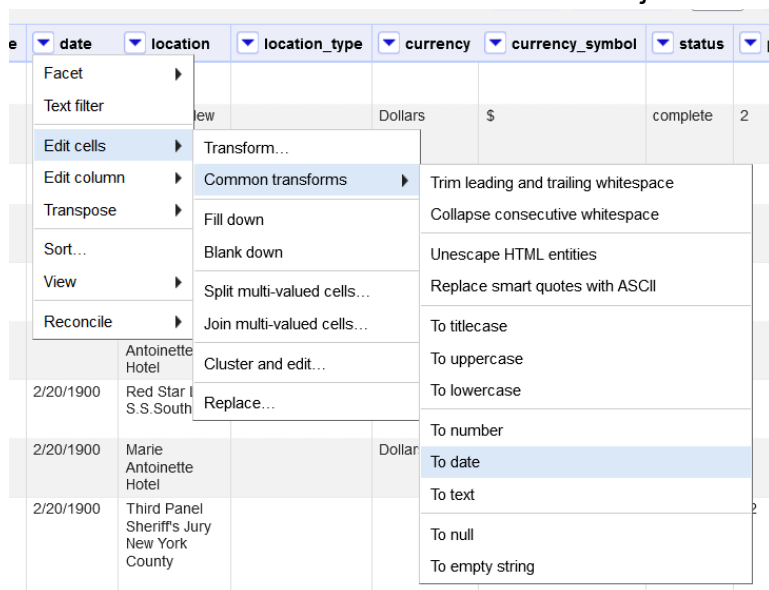 e date location location_type currency currency_symbol status
Facet
Text filter
lew Dollars $ complete 2
Edit cells
Transform…
Edit column
Common transforms
Trim leading and trailing whitespace
Transpose
Fill down
Collapse consecutive whitespace
Sort…
Blank down
Unescape HTML entities
View
Split multi-valued cells…
Replace smart quotes with ASCII
Reconcile
Join multi-valued cells…
To titlecase
Antoinette
Hotel
Cluster and edit…
To uppercase
2/20/1900 Red Star
S.S.South
Replace…
To lowercase
To number
2/20/1900 Marie
Antoinette
Hotel
Dollar
To date
To text
2/20/1900 Third Panel
Sheriff's Jury
New York
County
To null
To empty string